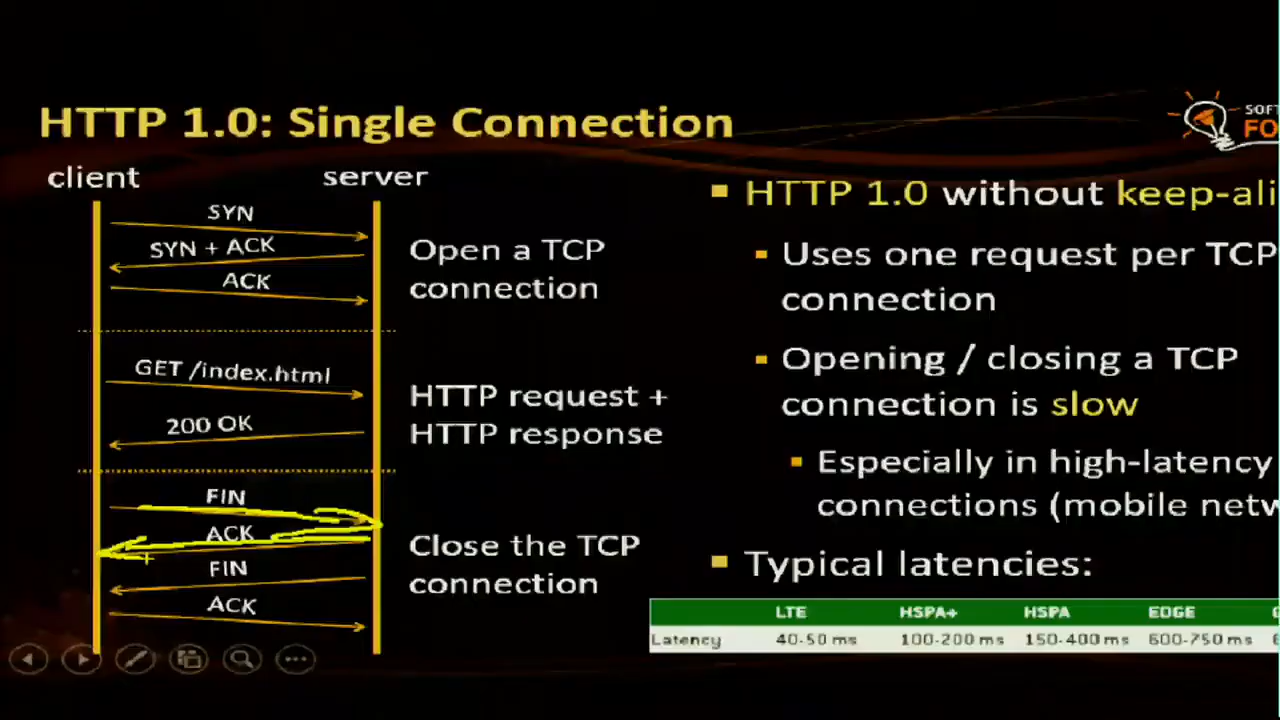 HTTP 1.0: Single Connection
SOFT
FO
client
server
SYN
SYN + ACK
ACK
Open a TCP
connection
GET /index.html
200 OK
HTTP request +
HTTP response
FIN
ACK
FIN
ACK
Close the TCP
connection
HTTP 1.0 without keep-ali
Uses one request per TCP
connection
Opening / closing a TCP
connection is slow
Especially in high-latency
connections (mobile netw
Typical latencies:
LTE HSPA+ HSPA EDGE
Latency 40-50 ms 100-200 ms 150-400 ms 600-750 ms